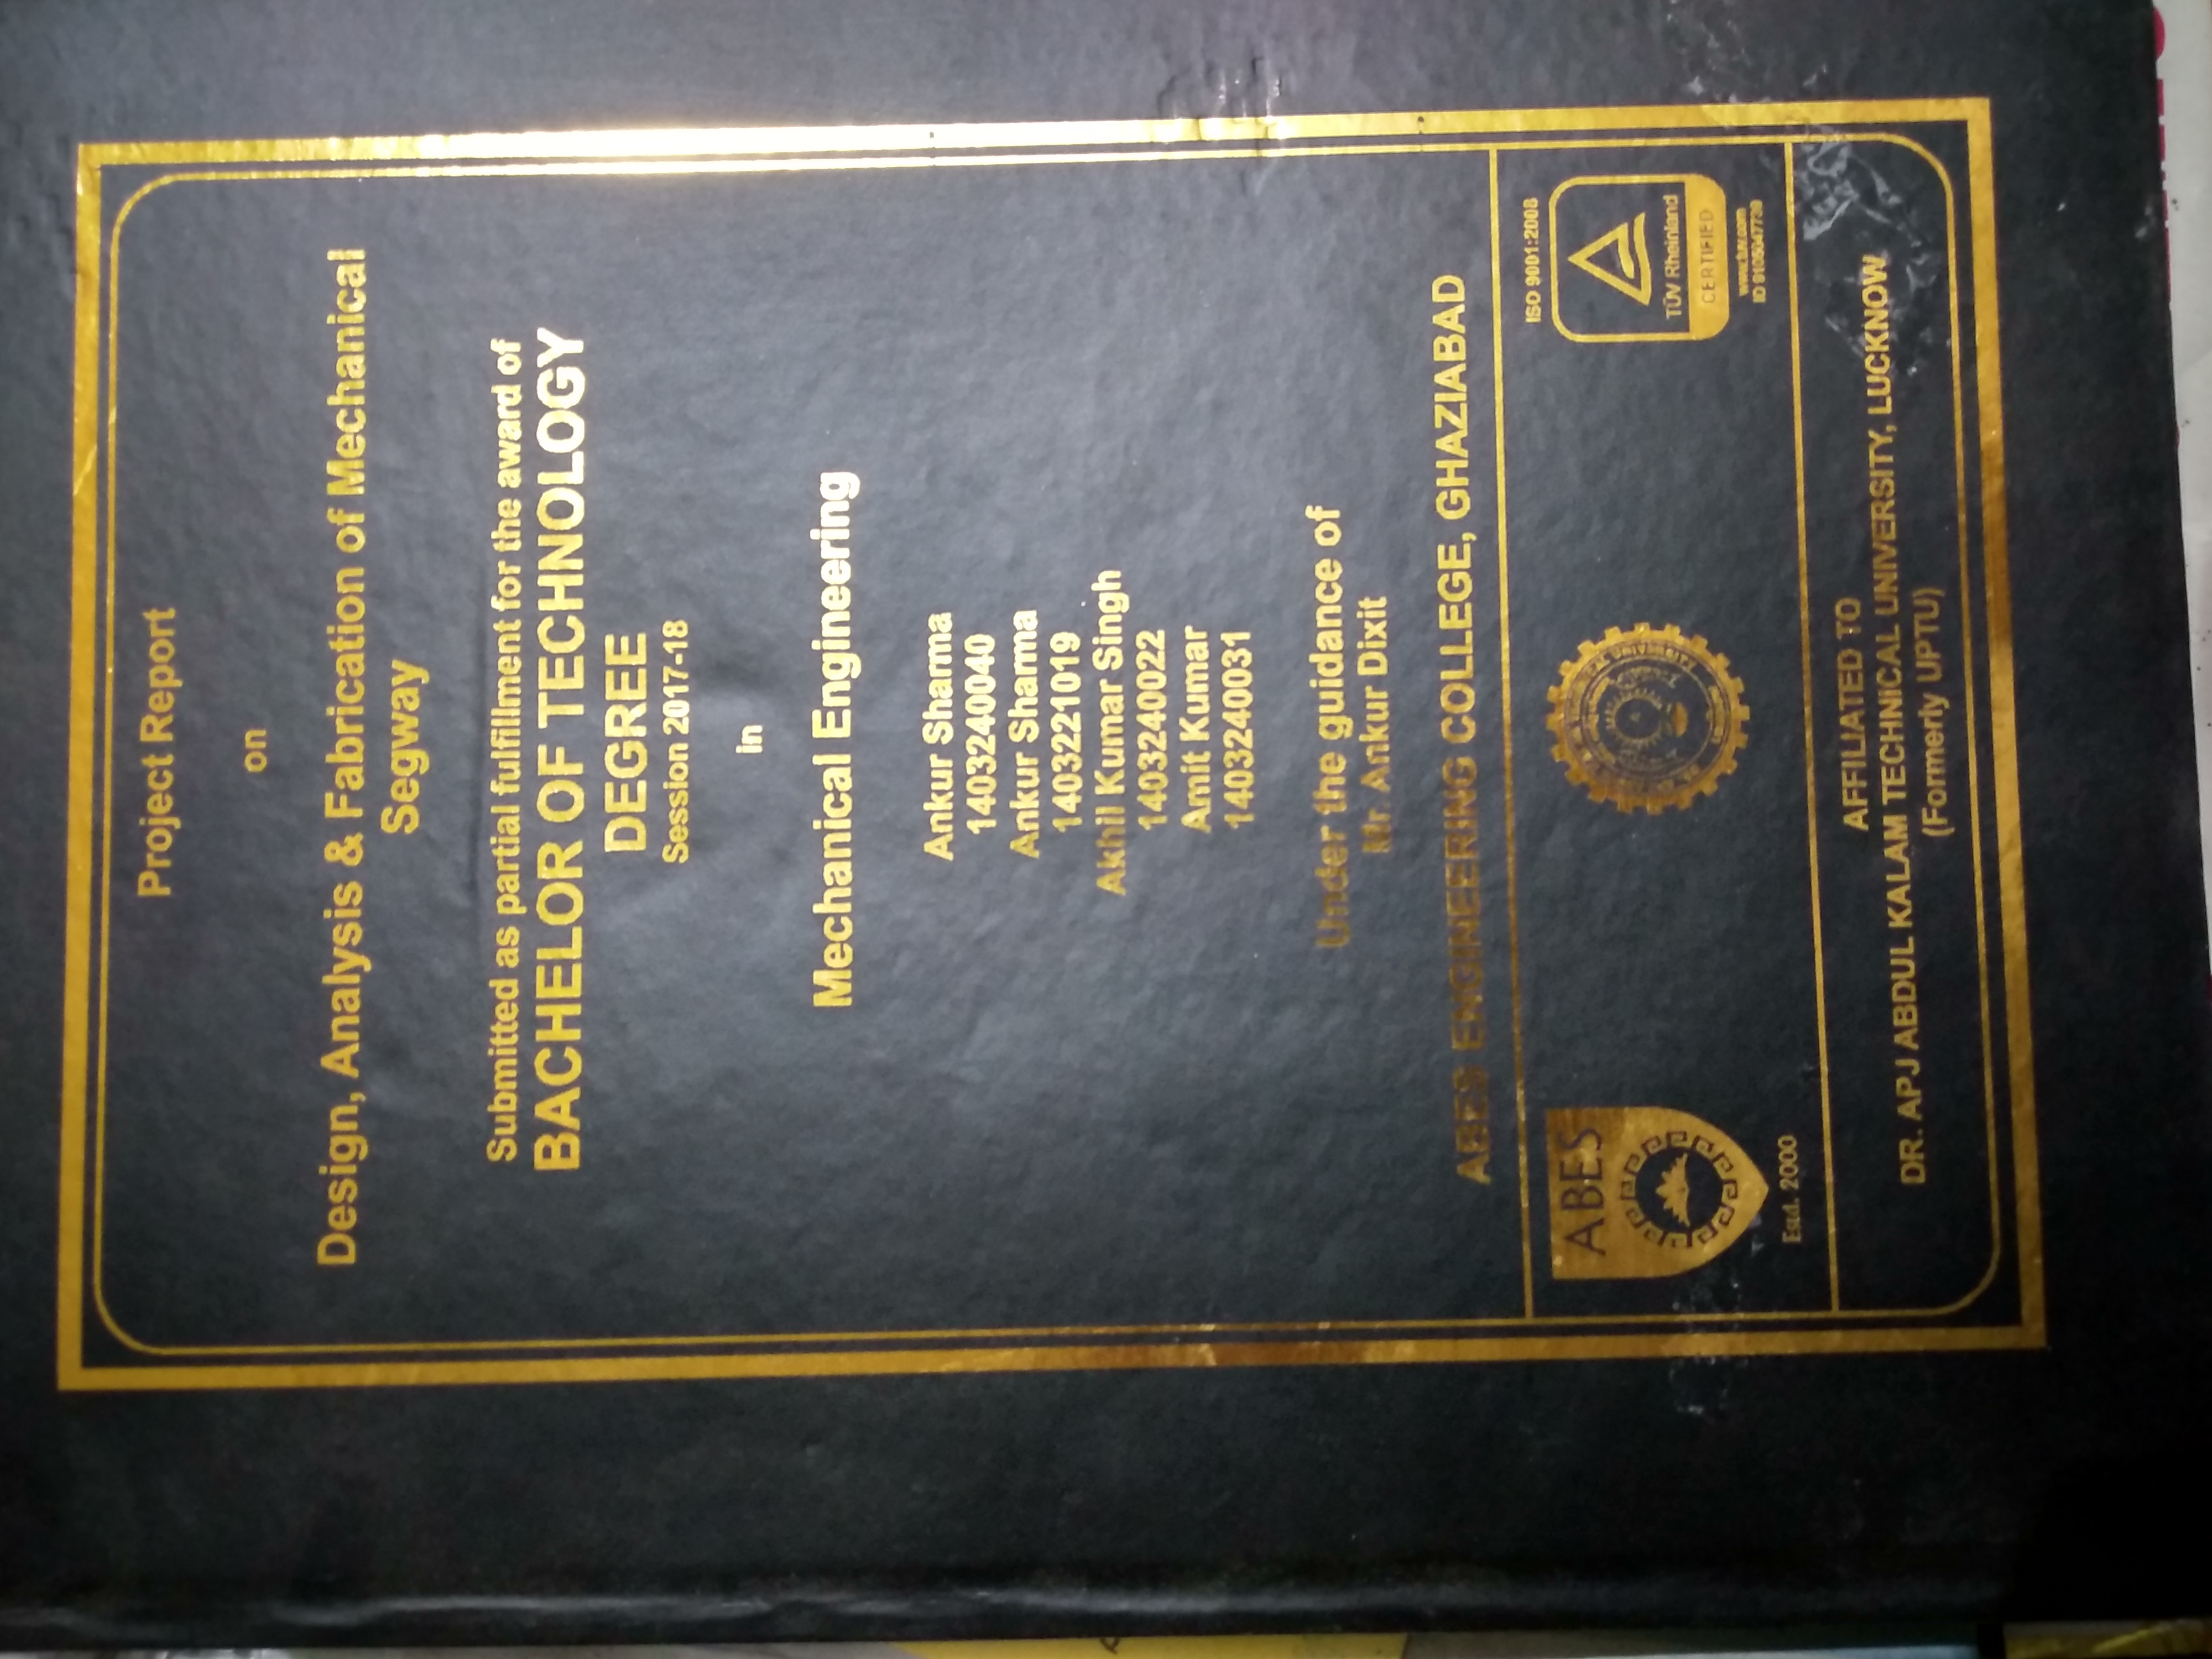 Project Report
on
Design, Analysis & Fabrication of Mechanical
Segway
Submitted as partial fulfillment for the award of
BACHELOR OF TECHNOLOGY
DEGREE
Session 2017-18
in
Mechanical Engineering
Ankur Sharma
1403240040
Ankur Sharma
1403221019
Akhil Kumar Singh
1403240022
Amit Kumar
1403240031
Under the guidance of
Mr. Ankur Dixit
ABES ENGINEERING COLLEGE, GHAZIABAD
ABES
Estd. 2000
ISO 9001:2008
TÜV Rheinland
CERTIFIED
www.tuv.com
AFFILIATED TO
DR. APJ ABDUL KALAM TECHNICAL UNIVERSITY, LUCKNOW
(Formerly UPTU)